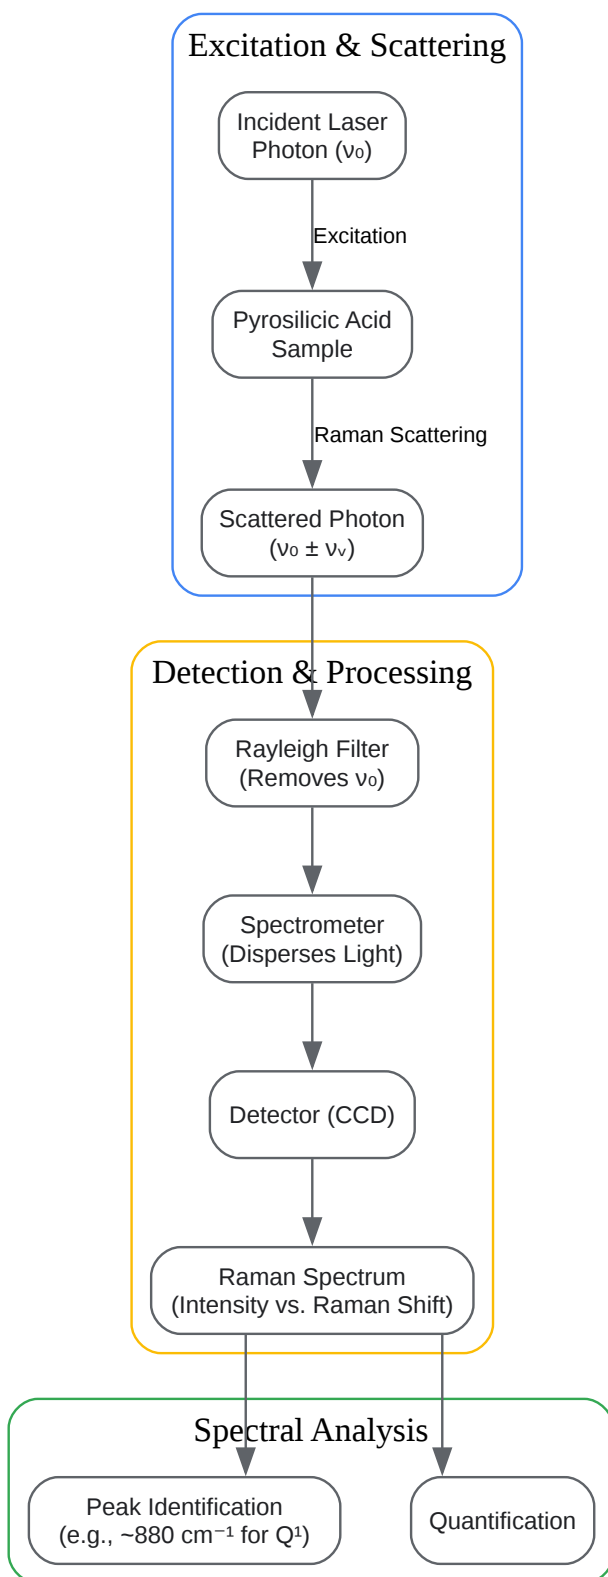 Excitation & Scattering
Incident Laser
Photon (ν₀)
Excitation
Pyrosilicic Acid
Sample
Raman Scattering
Scattered Photon
(ν₀ ± νᵥ)
Detection & Processing
Rayleigh Filter
(Removes ν₀)
Spectrometer
(Disperses Light)
Detector (CCD)
Raman Spectrum
(Intensity vs. Raman Shift)
Spectral Analysis
Peak Identification
(e.g., ~880 cm⁻¹ for Q¹)
Quantification